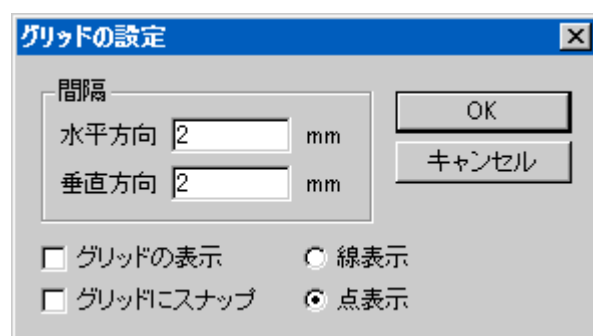 グリッドの設定
間隔
水平方向 2 mm
垂直方向 2 mm
OK
キャンセル
グリッドの表示
線表示
グリッドにスナップ
点表示